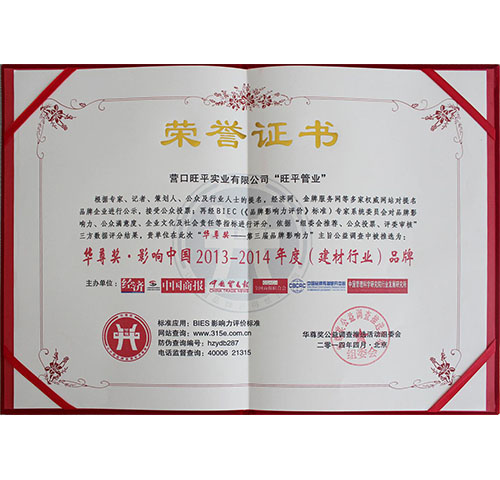 荣誉证书
营口旺平实业有限公司“旺平管业”
根据专家、记者、策划人、公众及行业人士的提名,经济网、金牌服务网等多家权威网站对提名
品牌企业进行公示,接受公众投票;再经BIEC(《品牌影响力评价》标准)专家系统委员会对品牌影
响力、公众满意度、企业文化及社会责任等指标进行评分,依据“组委会推荐、公众投票、评委审核”
三方数据评分结果,贵单位在此次“华尊奖——第三届品牌影响力”主旨公益调查中被推选为:
华尊奖·影响中国2013-2014年度(建材行业)品牌
主办单位:
经济
中国商报
CBCRC
标准应用:BIES影响力评价标准
网站查询:www.315e.com.cn
防伪查询编号:hzydb287
电话监督查询:40006 21315
华尊奖公益调查推选活动组委会
二零一四年四月·北京
组委会